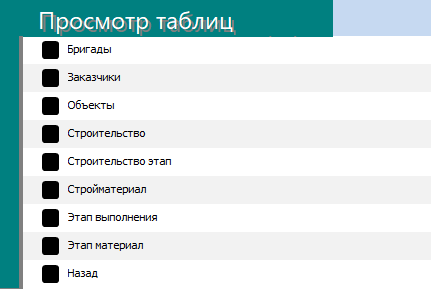 Просмотр таблиц
Бригады
Заказчики
Объекты
Строительство
Строительство этап
Стройматериал
Этап выполнения
Этап материал
Назад